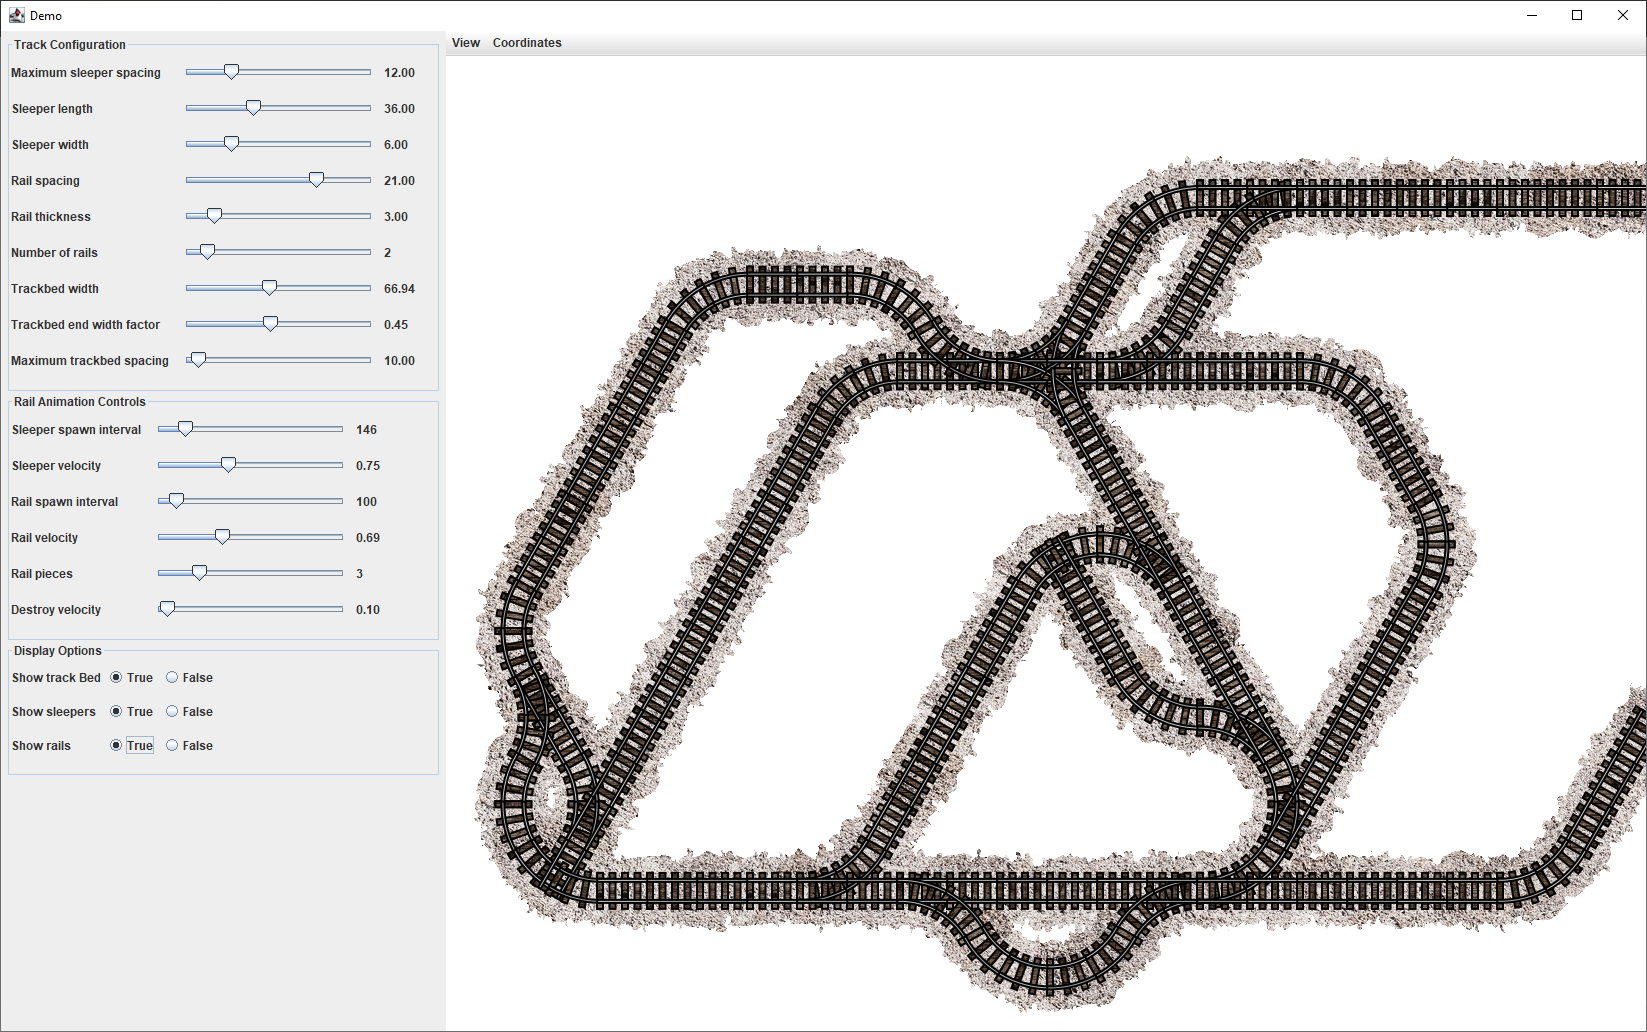 Demo
View Coordinates
Track Configuration
Maximum sleeper spacing 12.00
Sleeper length 36.00
Sleeper width 6.00
Rail spacing 21.00
Rail thickness 3.00
Number of rails 2
Trackbed width 66.94
Trackbed end width factor 0.45
Maximum trackbed spacing 10.00
Rail Animation Controls
Sleeper spawn interval 146
Sleeper velocity 0.75
Rail spawn interval 100
Rail velocity 0.69
Rail pieces 3
Destroy velocity 0.10
Display Options
Show track Bed True False
Show sleepers True False
Show rails True False